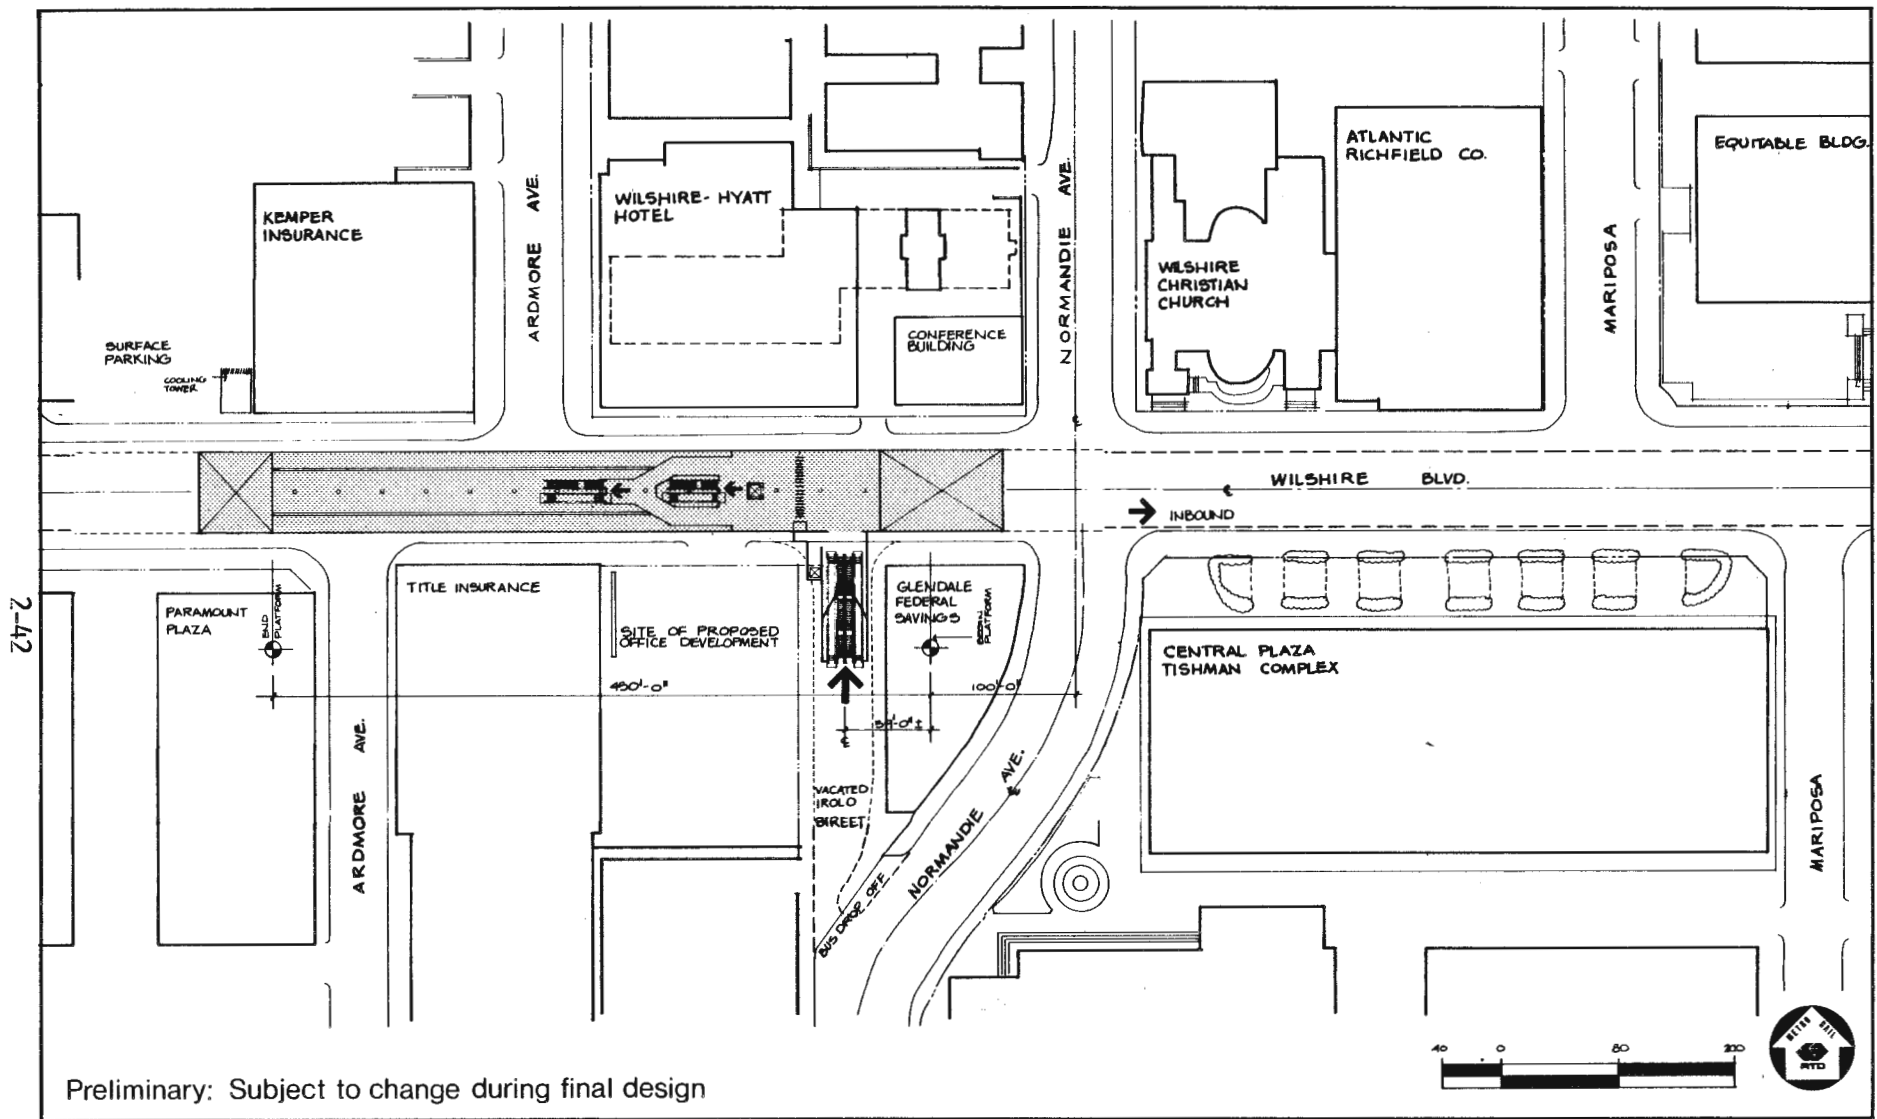 ATLANTIC
RICHFIELD CO.
EQUITABLE BLDG.
KEMPER
INSURANCE
ARDMORE AVE.
WILSHIRE-HYATT
HOTEL
NORMANDIE AVE.
WILSHIRE
CHRISTIAN
CHURCH
MARIPOSA
SURFACE
PARKING
COOLING
TOWER
CONFERENCE
BUILDING
WILSHIRE BLVD.
INBOUND
PARAMOUNT
PLAZA
END
PLATFORM
TITLE INSURANCE
SITE OF PROPOSED
OFFICE DEVELOPMENT
GLENDALE
FEDERAL
SAVINGS
BEGIN
PLATFORM
CENTRAL PLAZA
TISHMAN COMPLEX
450'-0"
100'-0"
59'-0" ±
ARDMORE AVE.
VACATED
IROLO
STREET
BUS DROP OFF
NORMANDIE AVE.
MARIPOSA
2-42
40 0 80 200
METRO RAIL
RTD
Preliminary: Subject to change during final design